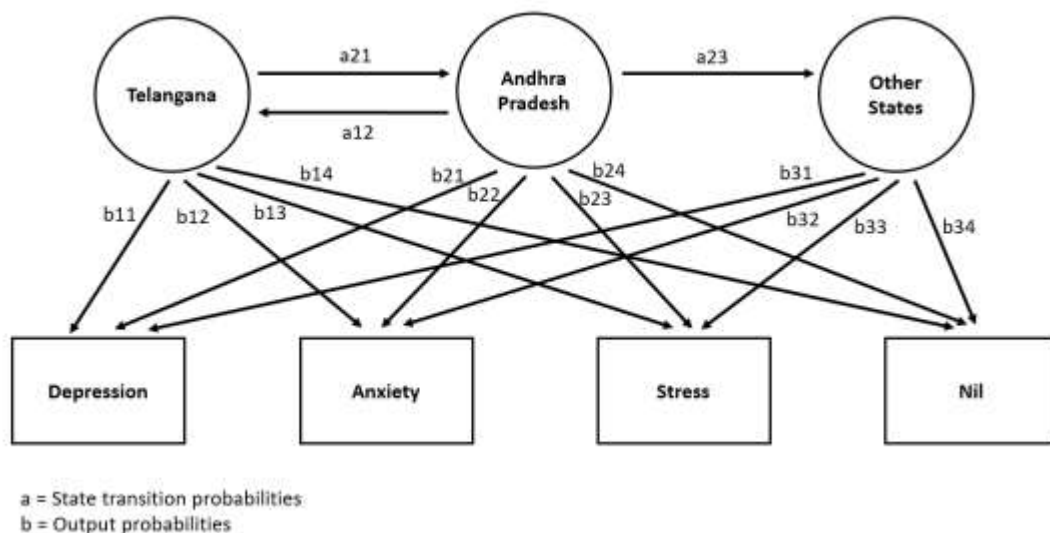 a21
a23
Telangana
Andhra
Pradesh
Other
States
a12
b11
b12
b13
b14
b21
b22
b23
b24
b31
b32
b33
b34
Depression
Anxiety
Stress
Nil
a = State transition probabilities
b = Output probabilities